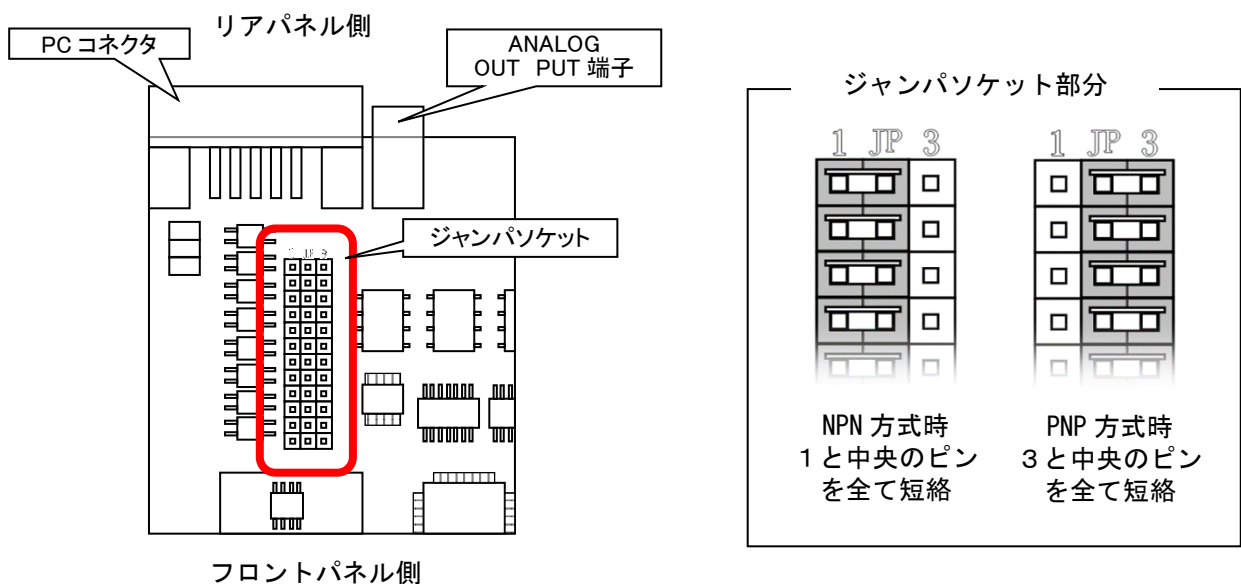 リアパネル側
PC コネクタ
ANALOG
OUT PUT 端子
ジャンパソケット
1 JP 3
フロントパネル側
ジャンパソケット部分
1 JP 3
1 JP 3
NPN 方式時
1と中央のピン
を全て短絡
PNP 方式時
3と中央のピン
を全て短絡